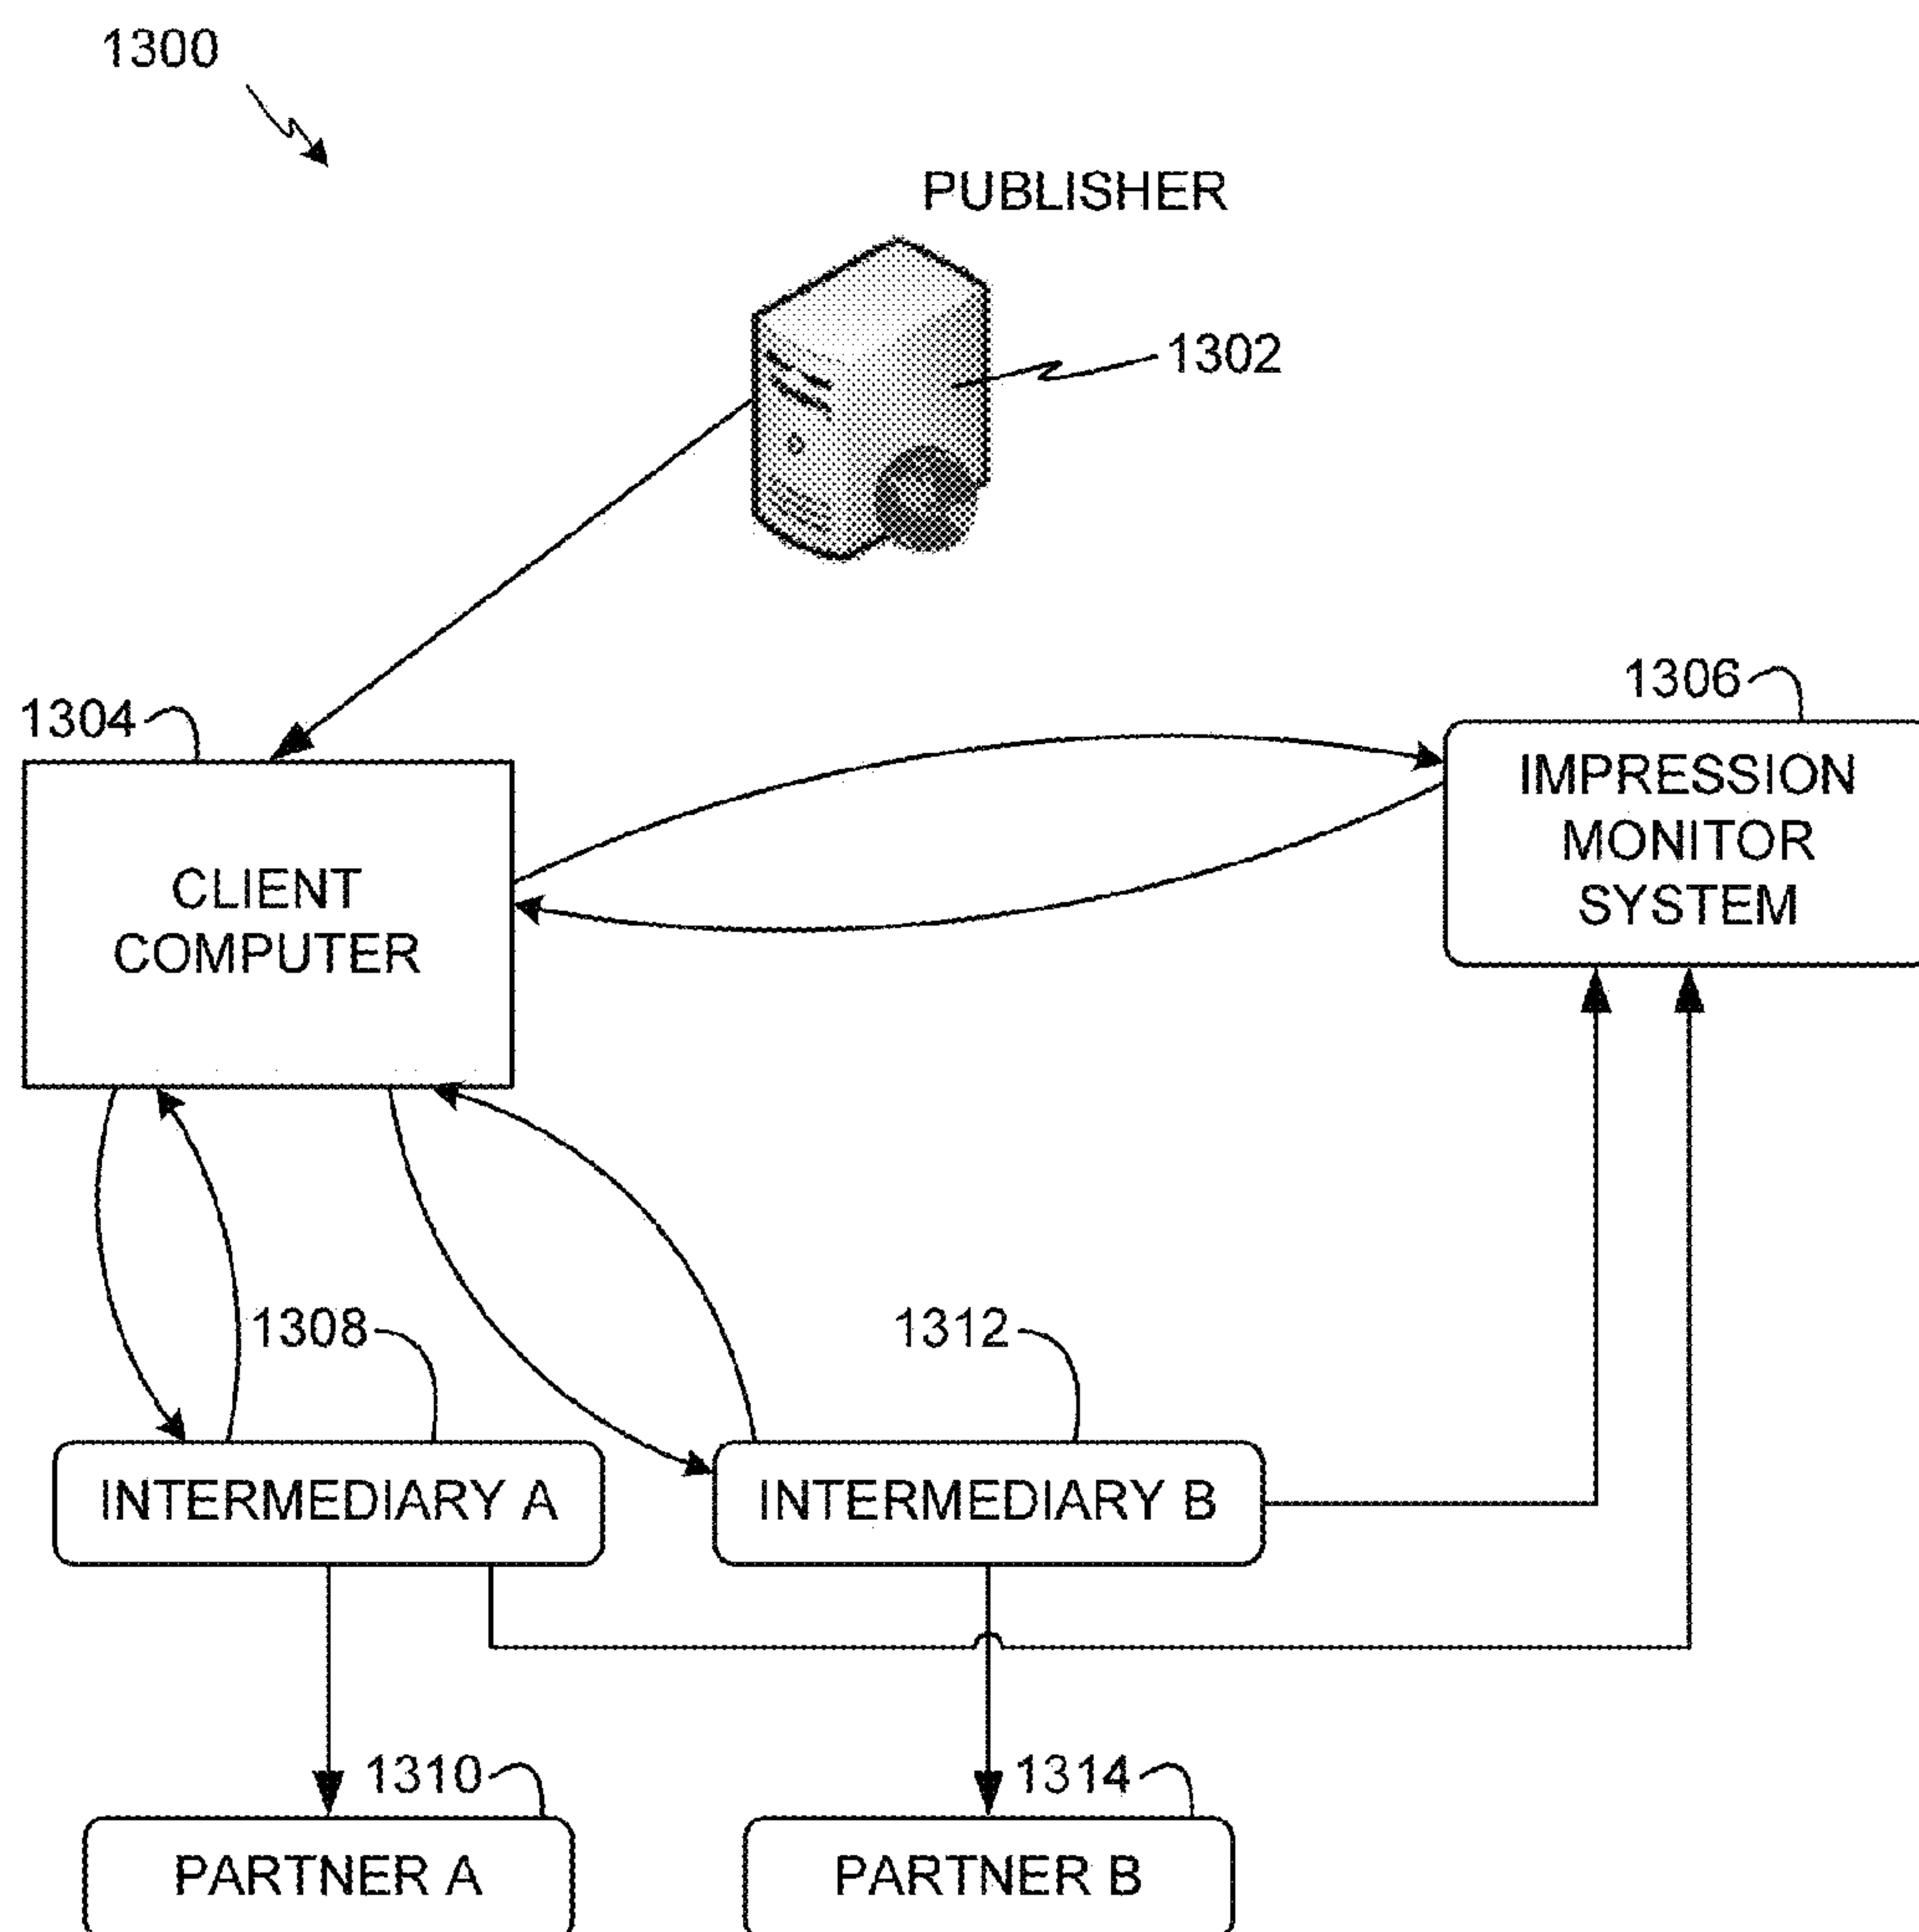 1300
PUBLISHER
1302
1304
1306
CLIENT
COMPUTER
IMPRESSION
MONITOR
SYSTEM
1308
1312
INTERMEDIARY A
INTERMEDIARY B
1310
1314
PARTNER A
PARTNER B